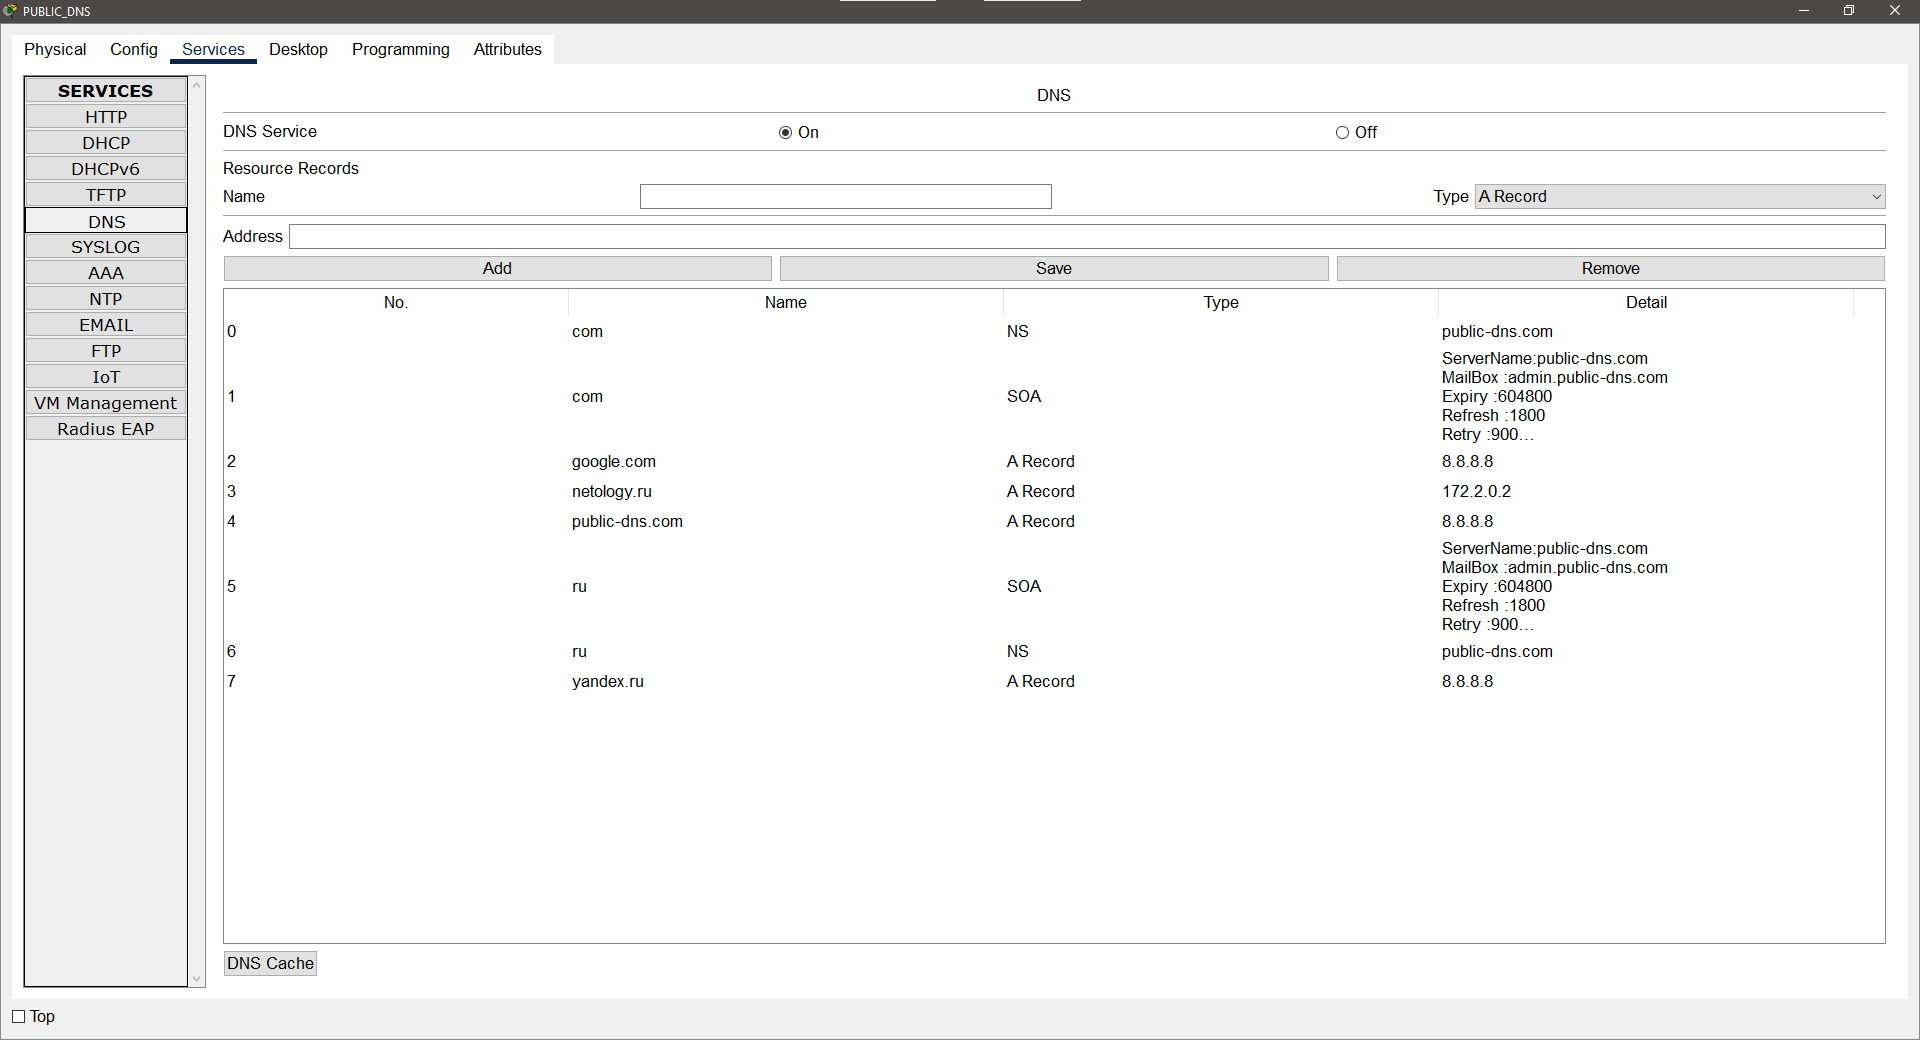 PUBLIC_DNS
Physical Config Services Desktop Programming Attributes
SERVICES
HTTP
DHCP
DHCPv6
TFTP
DNS
SYSLOG
AAA
NTP
EMAIL
FTP
IoT
VM Management
Radius EAP
DNS
DNS Service On Off
Resource Records
Name Type A Record
Address
Add Save Remove
No. Name Type Detail
0 com NS public-dns.com
ServerName:public-dns.com
MailBox :admin.public-dns.com
1 com SOA Expiry :604800
Refresh :1800
Retry :900...
2 google.com A Record 8.8.8.8
3 netology.ru A Record 172.2.0.2
4 public-dns.com A Record 8.8.8.8
ServerName:public-dns.com
MailBox :admin.public-dns.com
5 ru SOA Expiry :604800
Refresh :1800
Retry :900...
6 ru NS public-dns.com
7 yandex.ru A Record 8.8.8.8
DNS Cache
Top